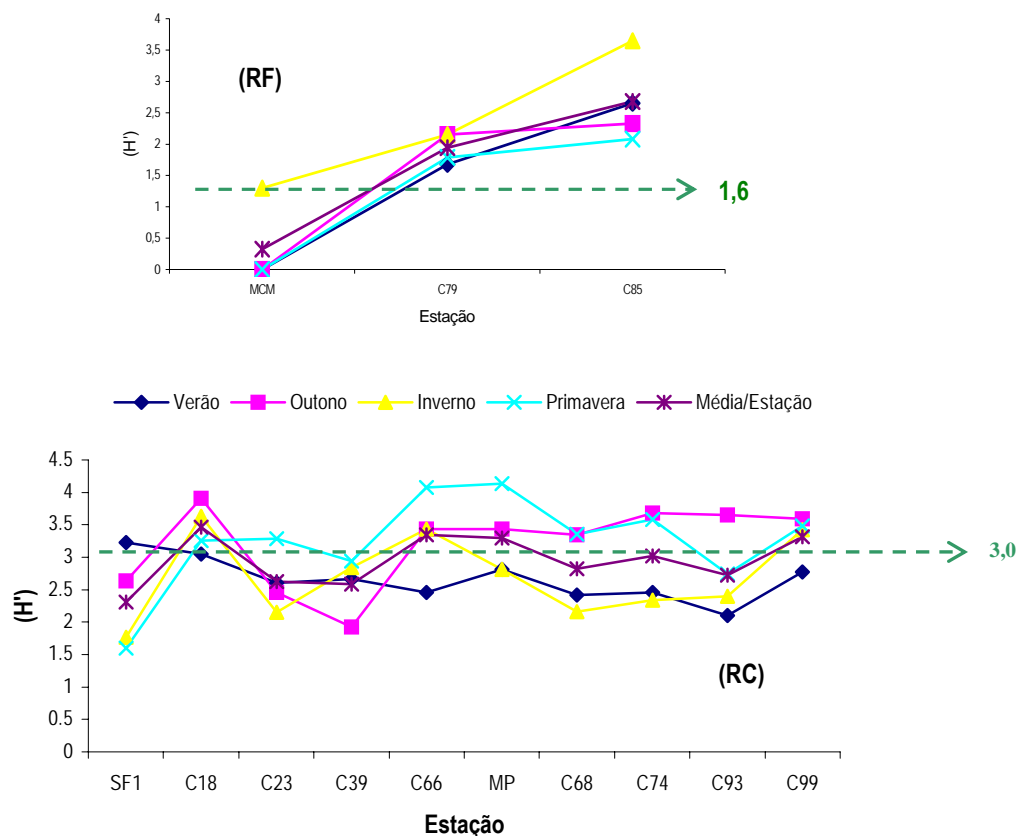 4
3,5
3
2,5
2
1,5
1
0,5
0
(H')
(RF)
1,6
MCM C79 C85
Estação
Verão Outono Inverno Primavera Média/Estação
4.5
4
3.5
3
2.5
2
1.5
1
0.5
0
(H')
3,0
(RC)
SF1 C18 C23 C39 C66 MP C68 C74 C93 C99
Estação